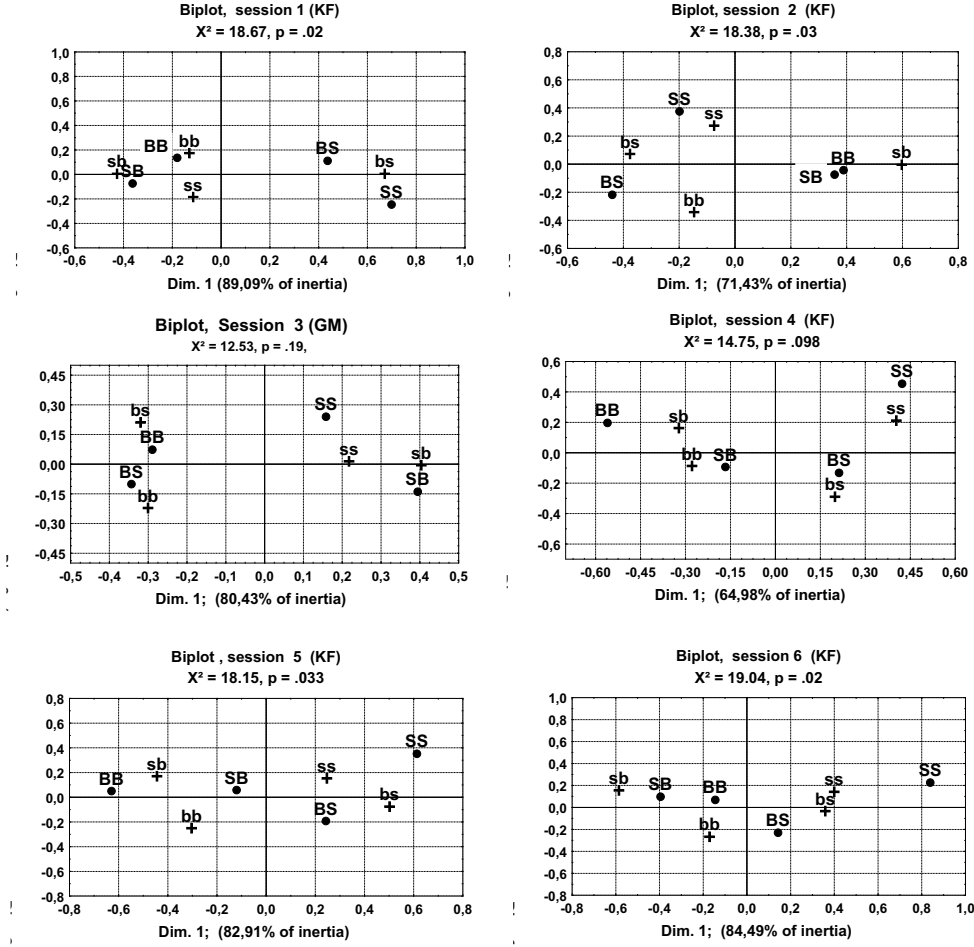 Biplot, session 1 (KF)
X² = 18.67, p = .02
1,0
0,8
0,6
0,4
0,2
0,0
-0,2
-0,4
-0,6
BB
bb
sb
SB
ss
BS
bs
SS
-0,6 -0,4 -0,2 0,0 0,2 0,4 0,6 0,8 1,0
Dim. 1 (89,09% of inertia)
Biplot, session 2 (KF)
X² = 18.38, p = .03
0,8
0,6
0,4
0,2
0,0
-0,2
-0,4
-0,6
SS
ss
bs
BS
bb
SB
BB
sb
-0,6 -0,4 -0,2 0,0 0,2 0,4 0,6 0,8
Dim. 1; (71,43% of inertia)
Biplot, Session 3 (GM)
X² = 12.53, p = .19,
0,45
0,30
0,15
0,00
-0,15
-0,30
-0,45
bs
BB
BS
bb
SS
ss
sb
SB
-0,5 -0,4 -0,3 -0,2 -0,1 0,0 0,1 0,2 0,3 0,4 0,5
Dim. 1; (80,43% of inertia)
Biplot, session 4 (KF)
X² = 14.75, p = .098
0,6
0,4
0,2
0,0
-0,2
-0,4
-0,6
BB
sb
bb
SB
SS
ss
BS
bs
-0,60 -0,45 -0,30 -0,15 0,00 0,15 0,30 0,45 0,60
Dim. 1; (64,98% of inertia)
Biplot , session 5 (KF)
X² = 18.15, p = .033
0,8
0,6
0,4
0,2
0,0
-0,2
-0,4
-0,6
-0,8
BB
sb
bb
SB
ss
SS
bs
BS
-0,8 -0,6 -0,4 -0,2 0,0 0,2 0,4 0,6 0,8
Dim. 1; (82,91% of inertia)
Biplot, session 6 (KF)
X² = 19.04, p = .02
1,0
0,8
0,6
0,4
0,2
0,0
-0,2
-0,4
-0,6
-0,8
sb
SB
BB
bb
ss
bs
BS
SS
-0,8 -0,6 -0,4 -0,2 0,0 0,2 0,4 0,6 0,8 1,0
Dim. 1; (84,49% of inertia)